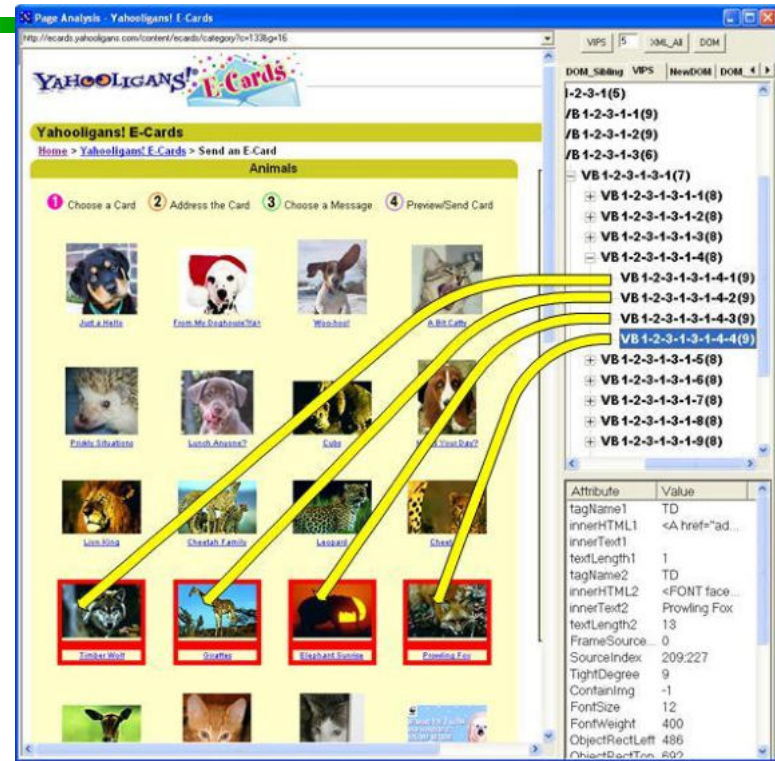 Page Analysis - Yahooligans! E-Cards
http://ecards.yahooligans.com/content/ecards/category?c=133&g=16
VIPS 5 XML_All DOM
DOM_Sibling VIPS NewDOM DOM_
YAHOOLIGANS! E-Cards
Yahooligans! E-Cards
Home > Yahooligans! E-Cards > Send an E-Card
Animals
1 Choose a Card 2 Address the Card 3 Choose a Message 4 Preview/Send Card
Just a Hello From My Doghouse Woo-hoo! A Bit Catty
Prickly Situations Lunch Anyone? Cubs Your Day?
Lion King Cheetah Family Leopard
Timber Wolf Giraffes Elephant Sunrise Prowling Fox
1-2-3-1(5)
VB 1-2-3-1-1(9)
VB 1-2-3-1-2(9)
VB 1-2-3-1-3(6)
VB 1-2-3-1-3-1(7)
VB 1-2-3-1-3-1-1(8)
VB 1-2-3-1-3-1-2(8)
VB 1-2-3-1-3-1-3(8)
VB 1-2-3-1-3-1-4(8)
VB 1-2-3-1-3-1-4-1(9)
VB 1-2-3-1-3-1-4-2(9)
VB 1-2-3-1-3-1-4-3(9)
VB 1-2-3-1-3-1-4-4(9)
VB 1-2-3-1-3-1-5(8)
VB 1-2-3-1-3-1-6(8)
VB 1-2-3-1-3-1-7(8)
VB 1-2-3-1-3-1-8(8)
VB 1-2-3-1-3-1-9(8)
Attribute Value
tagName1 TD
innerHTML1 <A href="ad...
innerText1
textLength1 1
tagName2 TD
innerHTML2 <FONT face...
innerText2 Prowling Fox
textLength2 13
FrameSource... 0
SourceIndex 209;227
TightDegree 9
ContainImg -1
FontSize 12
FontWeight 400
ObjectRectLeft 486
ObjectRectTop 692